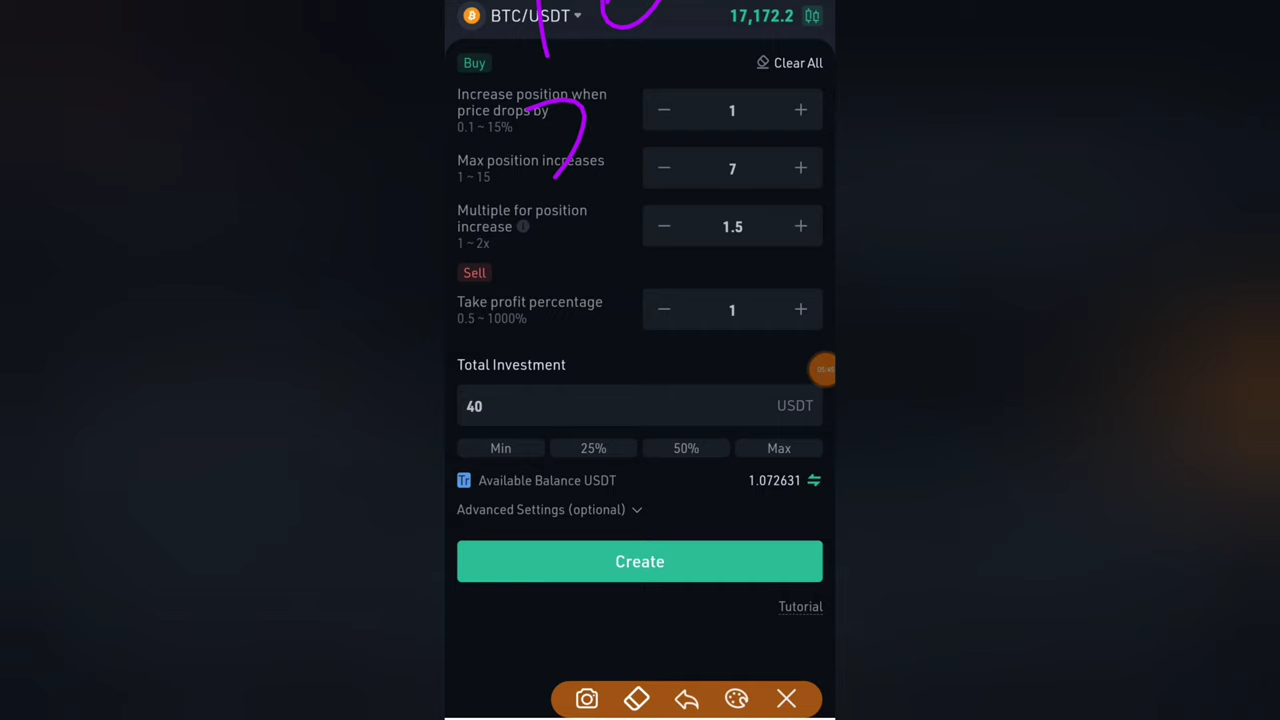 BTC/USDT 17,172.2
Buy Clear All
Increase position when
price drops by
0.1 ~ 15%
1
Max position increases
1 ~ 15
7
Multiple for position
increase
1 ~ 2x
1.5
Sell
Take profit percentage
0.5 ~ 1000%
1
Total Investment
40 USDT
Min 25% 50% Max
Tr Available Balance USDT 1.072631
Advanced Settings (optional)
Create
Tutorial